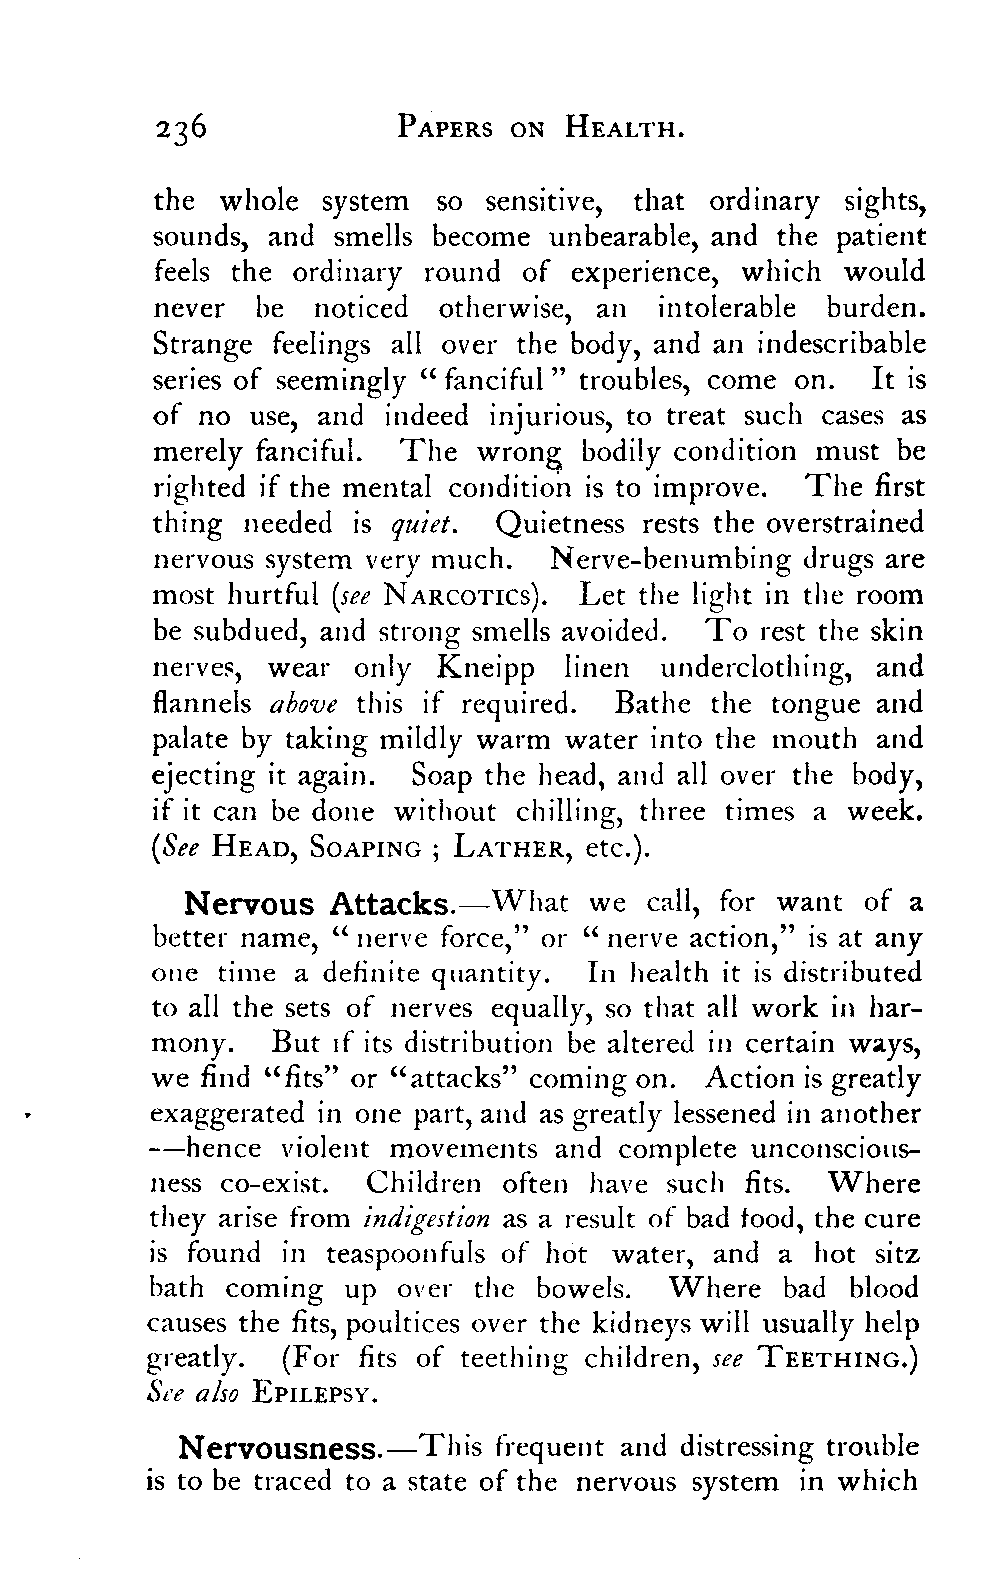 236 PAPERS ON HEALTH.
the whole system so sensitive, that ordinary sights,
sounds, and smells become unbearable, and the patient
feels the ordinary round of experience, which would
never be noticed otherwise, an intolerable burden.
Strange feelings all over the body, and an indescribable
series of seemingly “ fanciful ” troubles, come on. It is
of no use, and indeed injurious, to treat such cases as
merely fanciful. The wrong bodily condition must be
righted if the mental condition is to improve. The first
thing needed is quiet. Quietness rests the overstrained
nervous system very much. Nerve-benumbing drugs are
most hurtful (see NARCOTICS). Let the light in the room
be subdued, and strong smells avoided. To rest the skin
nerves, wear only Kneipp linen underclothing, and
flannels above this if required. Bathe the tongue and
palate by taking mildly warm water into the mouth and
ejecting it again. Soap the head, and all over the body,
if it can be done without chilling, three times a week.
(See HEAD, SOAPING ; LATHER, etc.).
Nervous Attacks.—What we call, for want of a
better name, “ nerve force,” or “ nerve action,” is at any
one time a definite quantity. In health it is distributed
to all the sets of nerves equally, so that all work in har-
mony. But if its distribution be altered in certain ways,
we find “fits” or “attacks” coming on. Action is greatly
exaggerated in one part, and as greatly lessened in another
—hence violent movements and complete unconscious-
ness co-exist. Children often have such fits. Where
they arise from indigestion as a result of bad food, the cure
is found in teaspoonfuls of hot water, and a hot sitz
bath coming up over the bowels. Where bad blood
causes the fits, poultices over the kidneys will usually help
greatly. (For fits of teething children, see TEETHING.)
See also EPILEPSY.
Nervousness.—This frequent and distressing trouble
is to be traced to a state of the nervous system in which